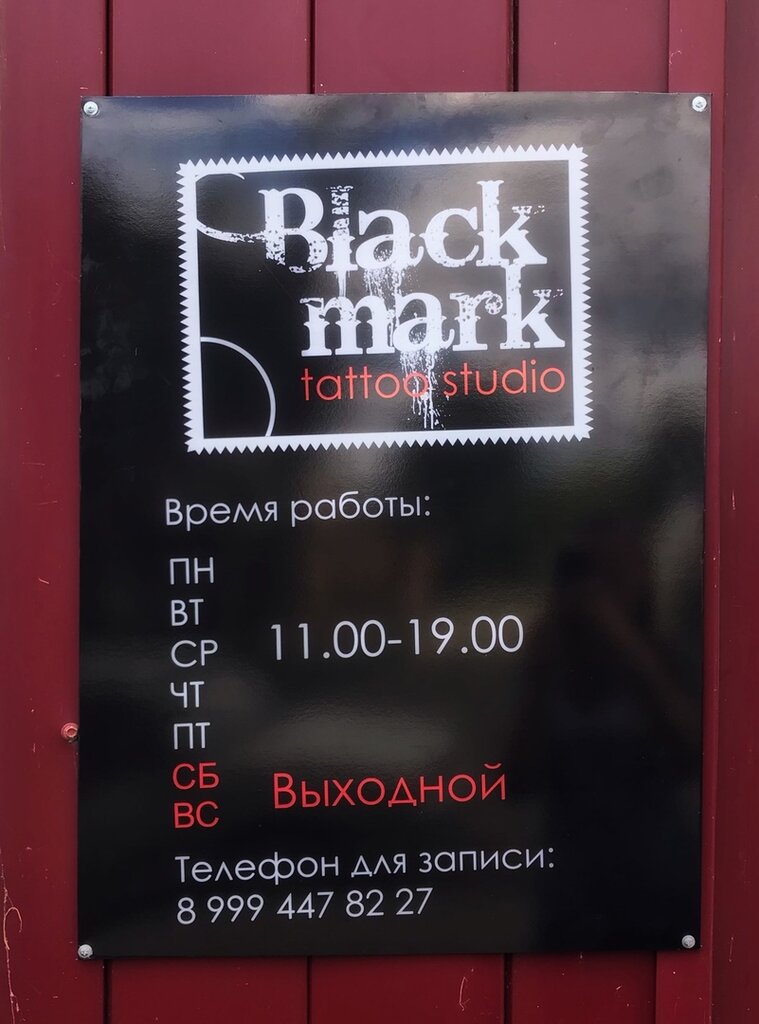 Black
mark
tattoo studio
Время работы:
ПН
ВТ
СР
ЧТ
ПТ
11.00-19.00
СБ
ВС
Выходной
Телефон для записи:
8 999 447 82 27